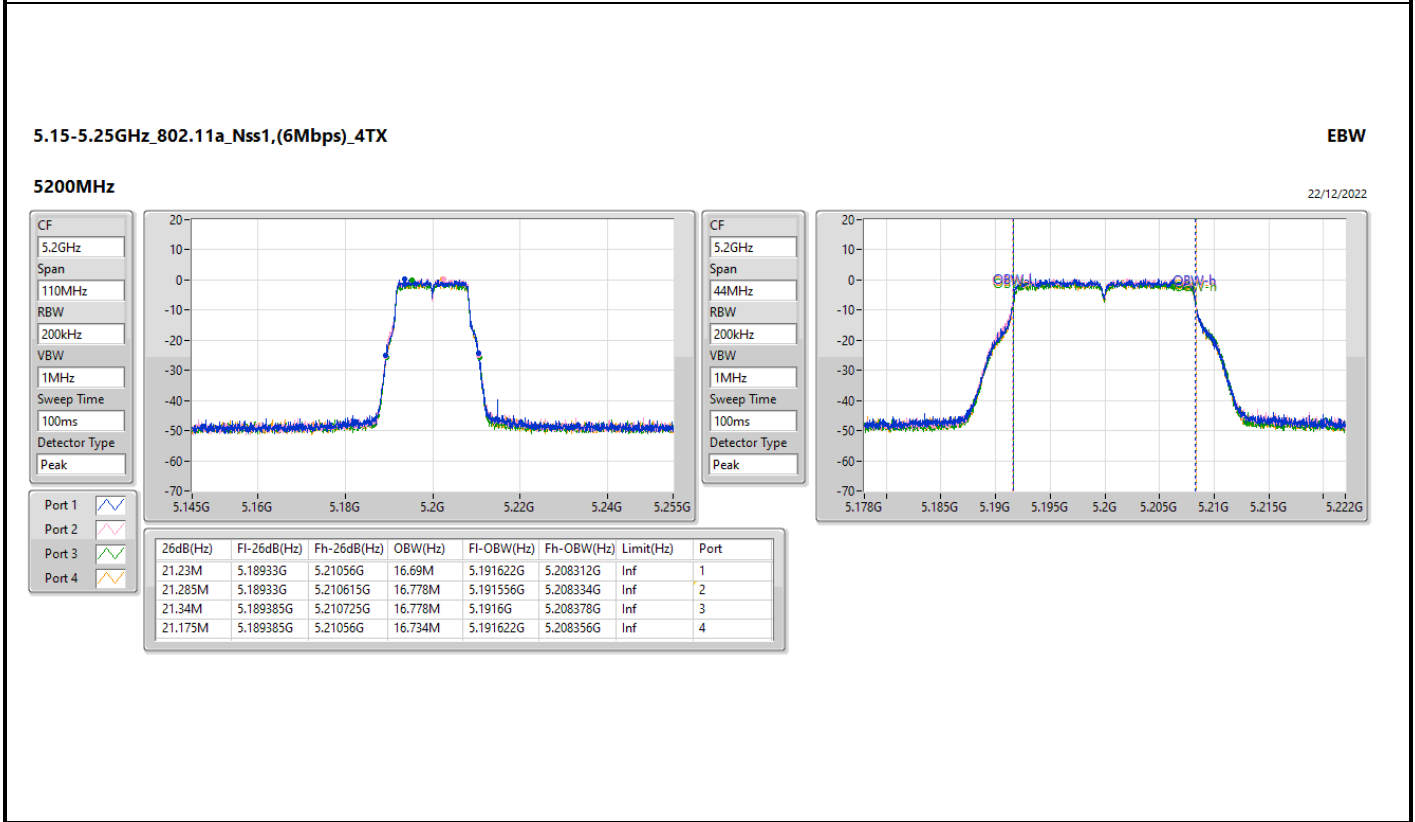 5.15-5.25GHz_802.11a_Nss1,(6Mbps)_4TX
EBW
5200MHz
22/12/2022
CF
5.2GHz
Span
110MHz
RBW
200kHz
VBW
1MHz
Sweep Time
100ms
Detector Type
Peak
20
10
0
-10
-20
-30
-40
-50
-60
-70
5.145G 5.16G 5.18G 5.2G 5.22G 5.24G 5.255G
CF
5.2GHz
Span
44MHz
RBW
200kHz
VBW
1MHz
Sweep Time
100ms
Detector Type
Peak
20
10
0
-10
-20
-30
-40
-50
-60
-70
OBW-l OBW-h
5.178G 5.185G 5.19G 5.195G 5.2G 5.205G 5.21G 5.215G 5.222G
Port 1
Port 2
Port 3
Port 4
26dB(Hz) Fl-26dB(Hz) Fh-26dB(Hz) OBW(Hz) Fl-OBW(Hz) Fh-OBW(Hz) Limit(Hz) Port
21.23M 5.18933G 5.21056G 16.69M 5.191622G 5.208312G Inf 1
21.285M 5.18933G 5.210615G 16.778M 5.191556G 5.208334G Inf 2
21.34M 5.189385G 5.210725G 16.778M 5.1916G 5.208378G Inf 3
21.175M 5.189385G 5.21056G 16.734M 5.191622G 5.208356G Inf 4